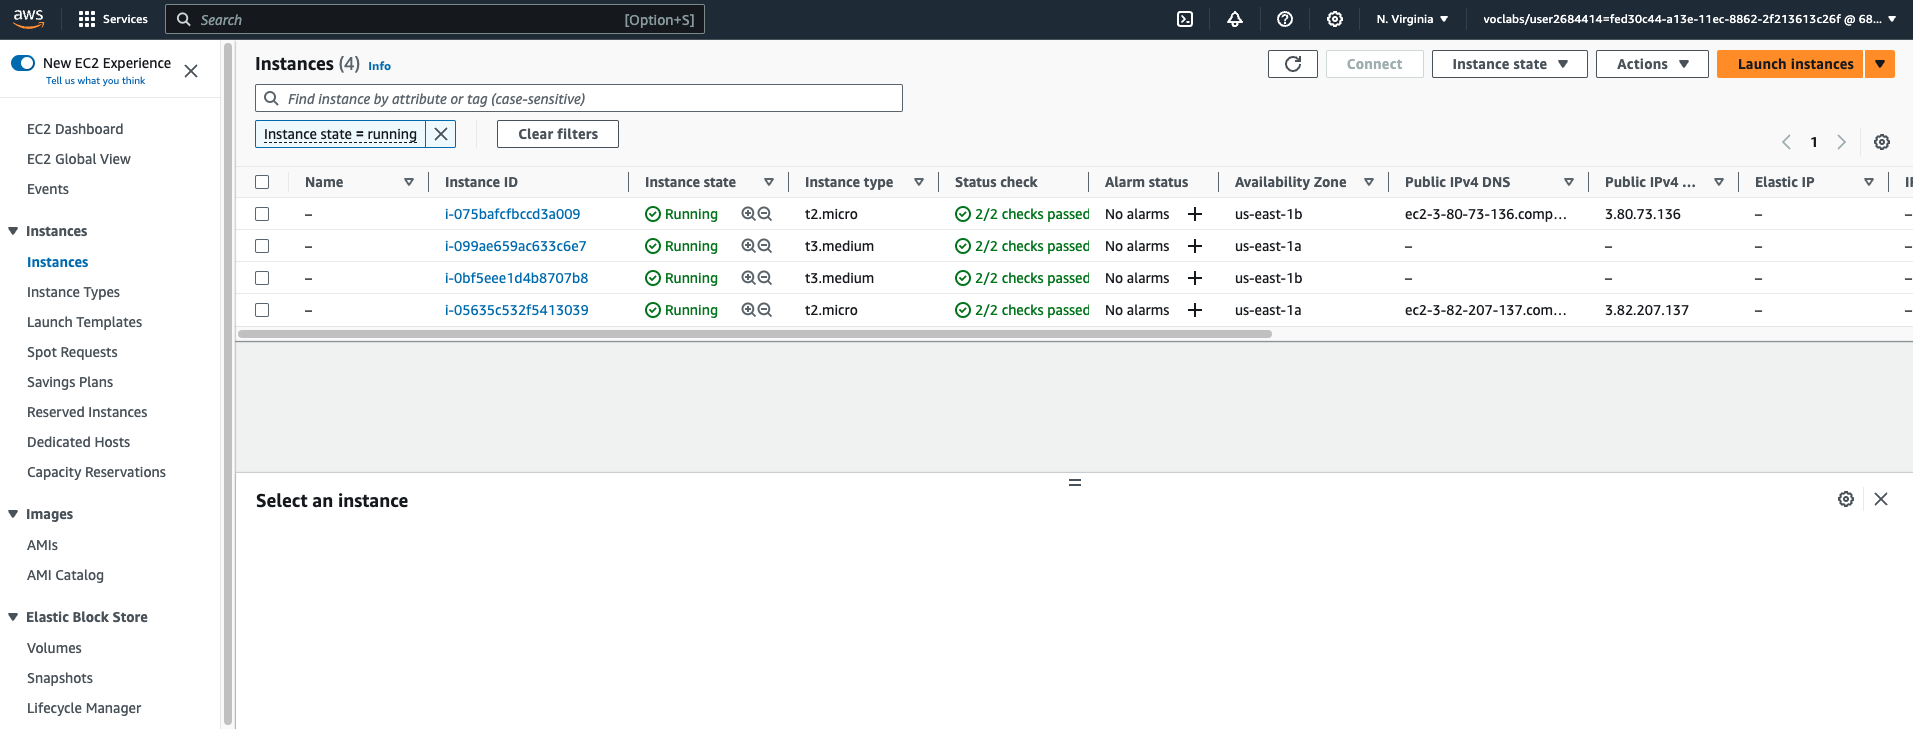 aws Services Search [Option+S] N. Virginia ▼ voclabs/user2684414=fed30c44-a13e-11ec-8862-2f213613c26f @ 68... ▼
New EC2 Experience
Tell us what you think
EC2 Dashboard
EC2 Global View
Events
Instances
Instances
Instance Types
Launch Templates
Spot Requests
Savings Plans
Reserved Instances
Dedicated Hosts
Capacity Reservations
Images
AMIs
AMI Catalog
Elastic Block Store
Volumes
Snapshots
Lifecycle Manager
Instances (4) Info
Connect Instance state ▼ Actions ▼ Launch instances ▼
Find instance by attribute or tag (case-sensitive)
Instance state = running Clear filters
1
Name Instance ID Instance state Instance type Status check Alarm status Availability Zone Public IPv4 DNS Public IPv4 ... Elastic IP
– i-075bafcfbccd3a009 Running t2.micro 2/2 checks passed No alarms + us-east-1b ec2-3-80-73-136.comp... 3.80.73.136 – –
– i-099ae659ac633c6e7 Running t3.medium 2/2 checks passed No alarms + us-east-1a – – – –
– i-0bf5eee1d4b8707b8 Running t3.medium 2/2 checks passed No alarms + us-east-1b – – – –
– i-05635c532f5413039 Running t2.micro 2/2 checks passed No alarms + us-east-1a ec2-3-82-207-137.com... 3.82.207.137 – –
Select an instance